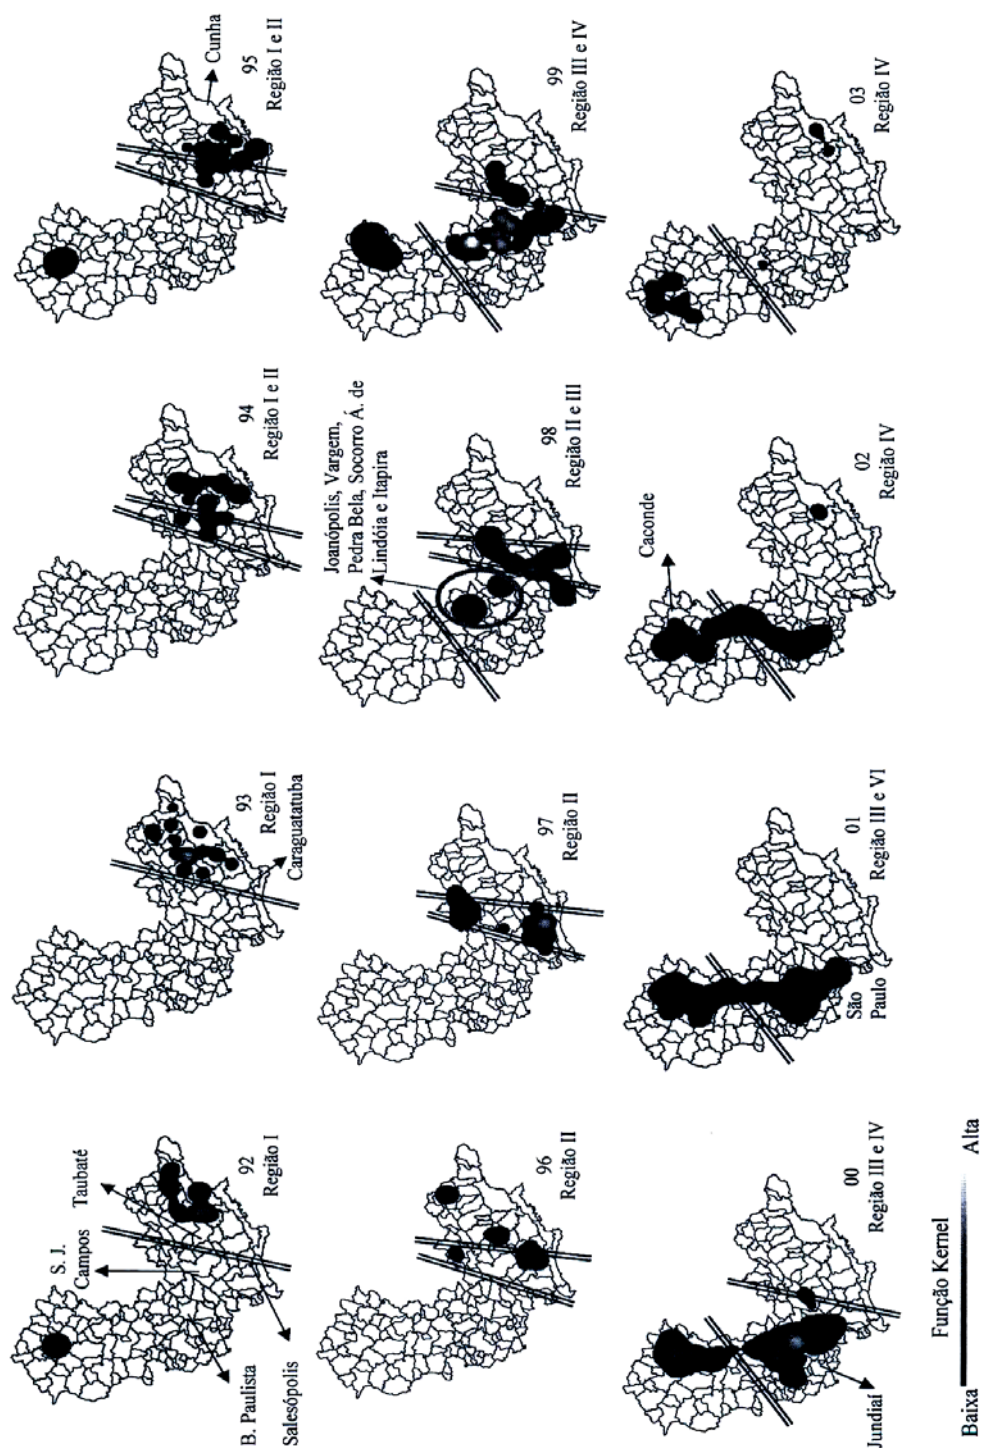 S. J.
Campos
Taubaté
B. Paulista
Salesópolis
92
Região I
93
Região I
Caraguatatuba
94
Região I e II
Cunha
95
Região I e II
96
Região II
97
Região II
Joanópolis, Vargem,
Pedra Bela, Socorro Á. de
Lindóia e Itapira
98
Região II e III
99
Região III e IV
Jundiaí
00
Região III e IV
São
Paulo
01
Região III e VI
Caconde
02
Região IV
03
Região IV
Função Kernel
Baixa
Alta